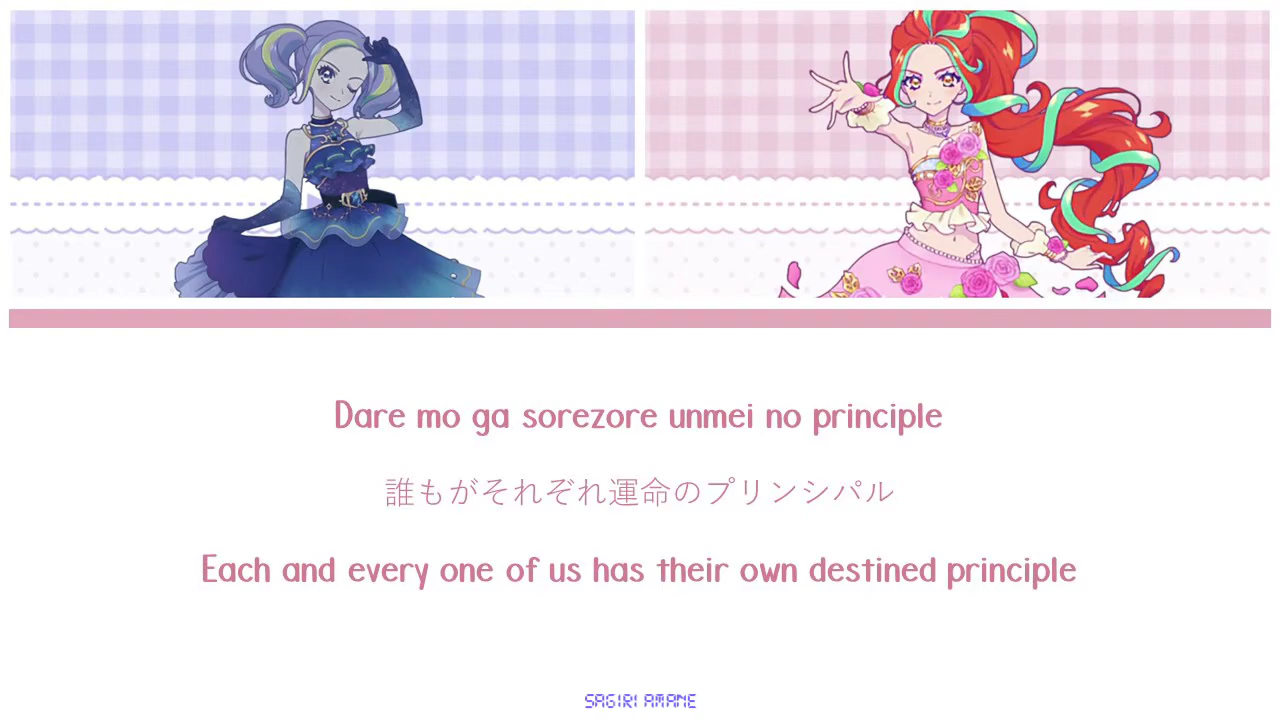 Dare mo ga sorezore unmei no principle
誰もがそれぞれ運命のプリンシパル
Each and every one of us has their own destined principle
SAGIRI AMANE